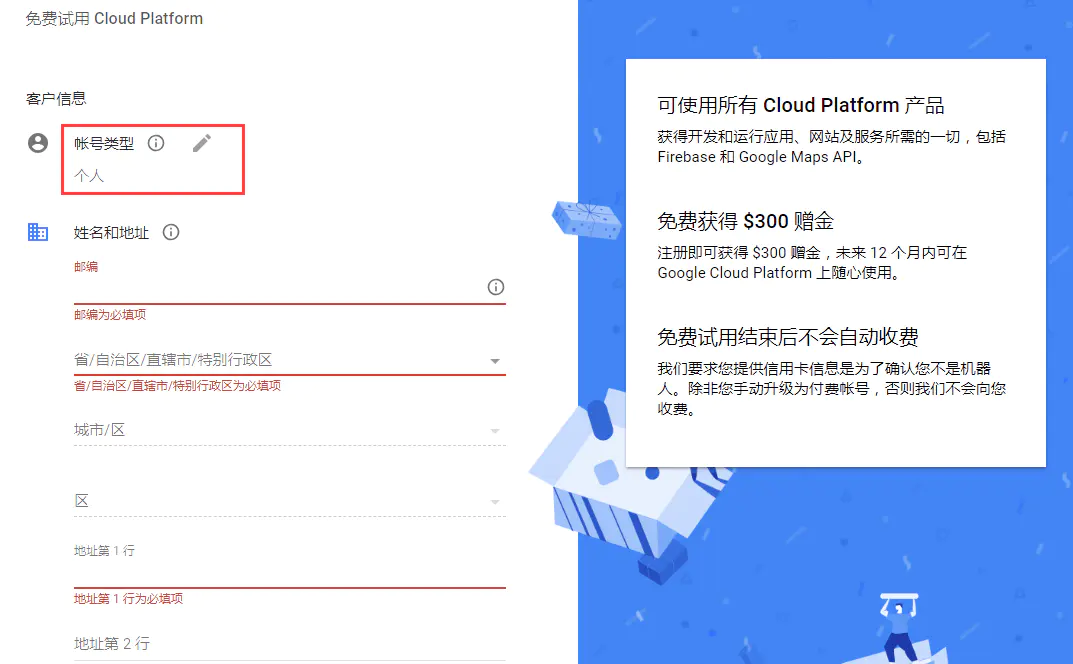 免费试用 Cloud Platform
客户信息
帐号类型
个人
姓名和地址
邮编
邮编为必填项
省/自治区/直辖市/特别行政区
省/自治区/直辖市/特别行政区为必填项
城市/区
区
地址第 1 行
地址第 1 行为必填项
地址第 2 行
可使用所有 Cloud Platform 产品
获得开发和运行应用、网站及服务所需的一切，包括
Firebase 和 Google Maps API。
免费获得 $300 赠金
注册即可获得 $300 赠金，未来 12 个月内可在
Google Cloud Platform 上随心使用。
免费试用结束后不会自动收费
我们要求您提供信用卡信息是为了确认您不是机器
人。除非您手动升级为付费帐号，否则我们不会向您
收费。